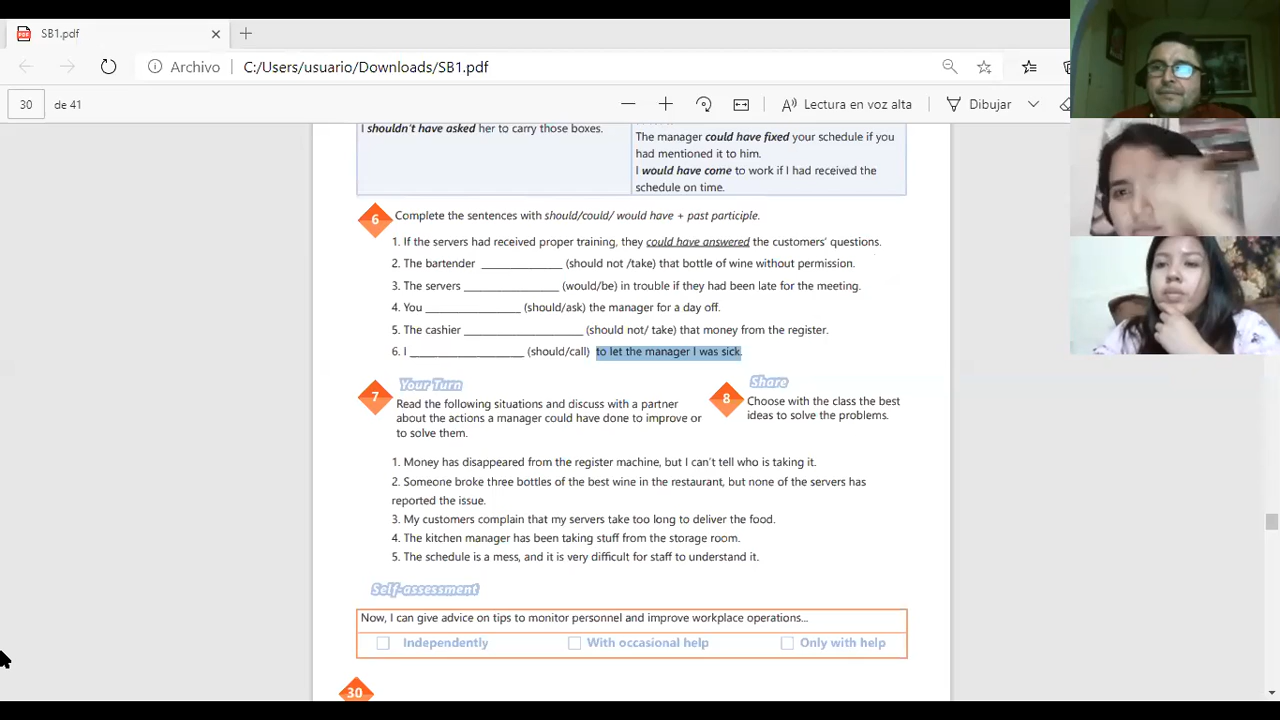 SB1.pdf
Archivo C:/Users/usuario/Downloads/SB1.pdf
30 de 41 Lectura en voz alta Dibujar
I shouldn't have asked her to carry those boxes.
The manager could have fixed your schedule if you
had mentioned it to him.
I would have come to work if I had received the
schedule on time.
6 Complete the sentences with should/could/ would have + past participle.
1. If the servers had received proper training, they could have answered the customers' questions.
2. The bartender _____________ (should not /take) that bottle of wine without permission.
3. The servers _______________ (would/be) in trouble if they had been late for the meeting.
4. You _______________ (should/ask) the manager for a day off.
5. The cashier ___________________ (should not/ take) that money from the register.
6. I __________________ (should/call) to let the manager I was sick.
7 Your Turn
Read the following situations and discuss with a partner
about the actions a manager could have done to improve or
to solve them.
8 Share
Choose with the class the best
ideas to solve the problems.
1. Money has disappeared from the register machine, but I can't tell who is taking it.
2. Someone broke three bottles of the best wine in the restaurant, but none of the servers has
reported the issue.
3. My customers complain that my servers take too long to deliver the food.
4. The kitchen manager has been taking stuff from the storage room.
5. The schedule is a mess, and it is very difficult for staff to understand it.
Self-assessment
Now, I can give advice on tips to monitor personnel and improve workplace operations...
Independently With occasional help Only with help
30